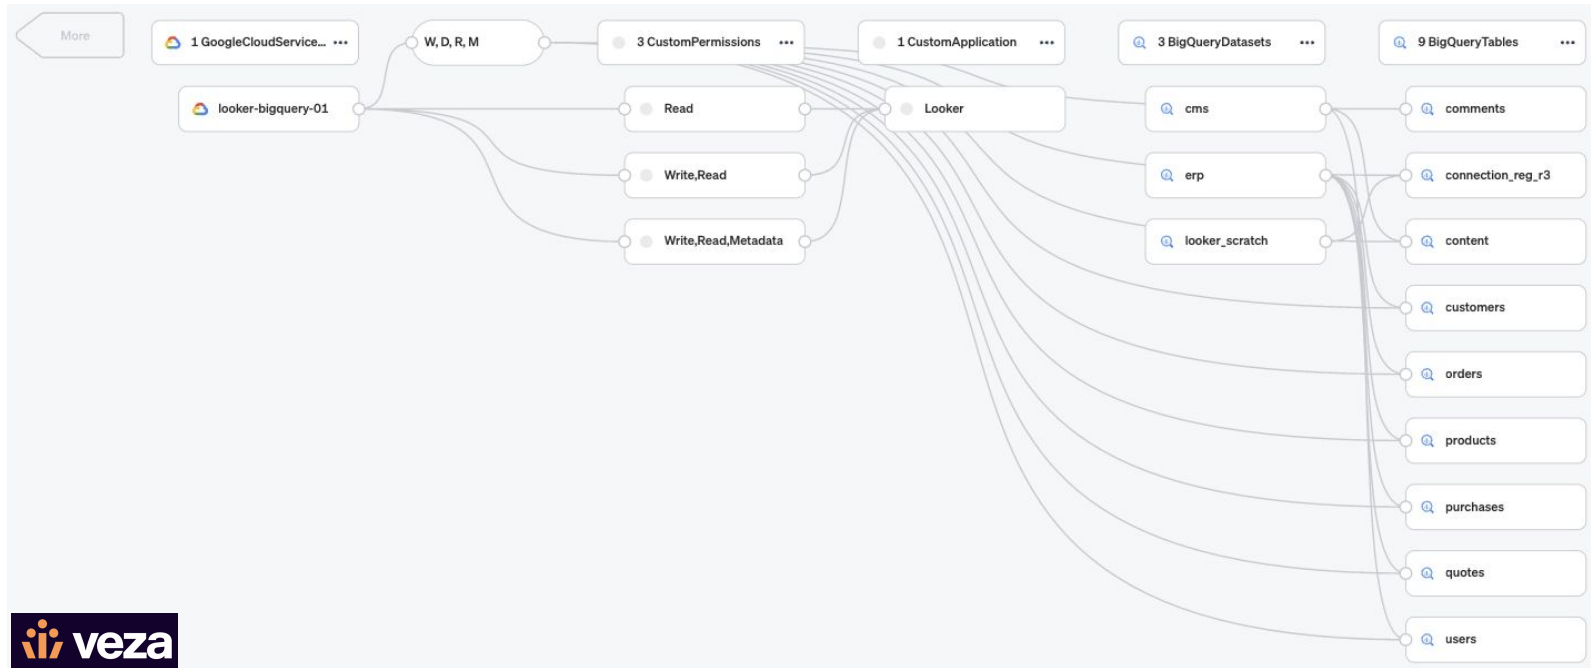 More
1 GoogleCloudService...
W, D, R, M
3 CustomPermissions
1 CustomApplication
3 BigQueryDatasets
9 BigQueryTables
looker-bigquery-01
Read
Looker
cms
comments
Write,Read
erp
connection_reg_r3
Write,Read,Metadata
looker_scratch
content
customers
orders
products
purchases
quotes
users
veza